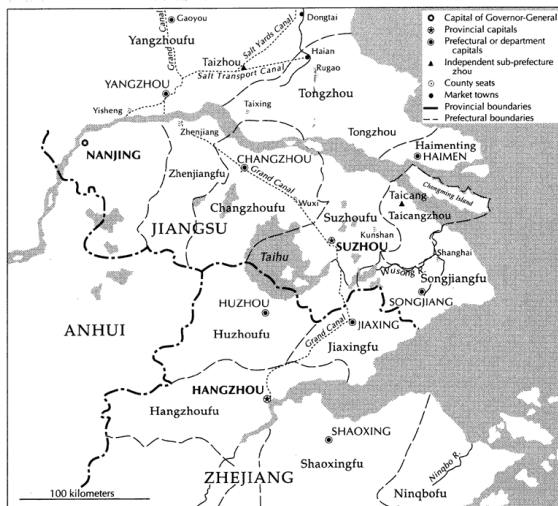 Gaoyou
Dongtai
Yangzhoufu
Grand Canal
Salt Yards Canal
Taizhou
Haian
Salt Transport Canal
Rugao
YANGZHOU
Tongzhou
Yisheng
Taixing
Zhenjiang
Tongzhou
NANJING
CHANGZHOU
Haimenting
HAIMEN
Zhenjiangfu
Grand Canal
Chongming Island
Changzhoufu
Taicang
Wuxi
Suzhoufu
Taicangzhou
JIANGSU
Kunshan
SUZHOU
Shanghai
Taihu
Wusong R.
Songjiangfu
SONGJIANG
HUZHOU
ANHUI
JIAXING
Huzhoufu
Grand Canal
Jiaxingfu
HANGZHOU
Hangzhoufu
SHAOXING
ZHEJIANG
Shaoxingfu
Ninqbo R.
Ninqbofu
100 kilometers
Capital of Governor-General
Provincial capitals
Prefectural or department
capitals
Independent sub-prefecture
zhou
County seats
Market towns
Provincial boundaries
Prefectural boundaries